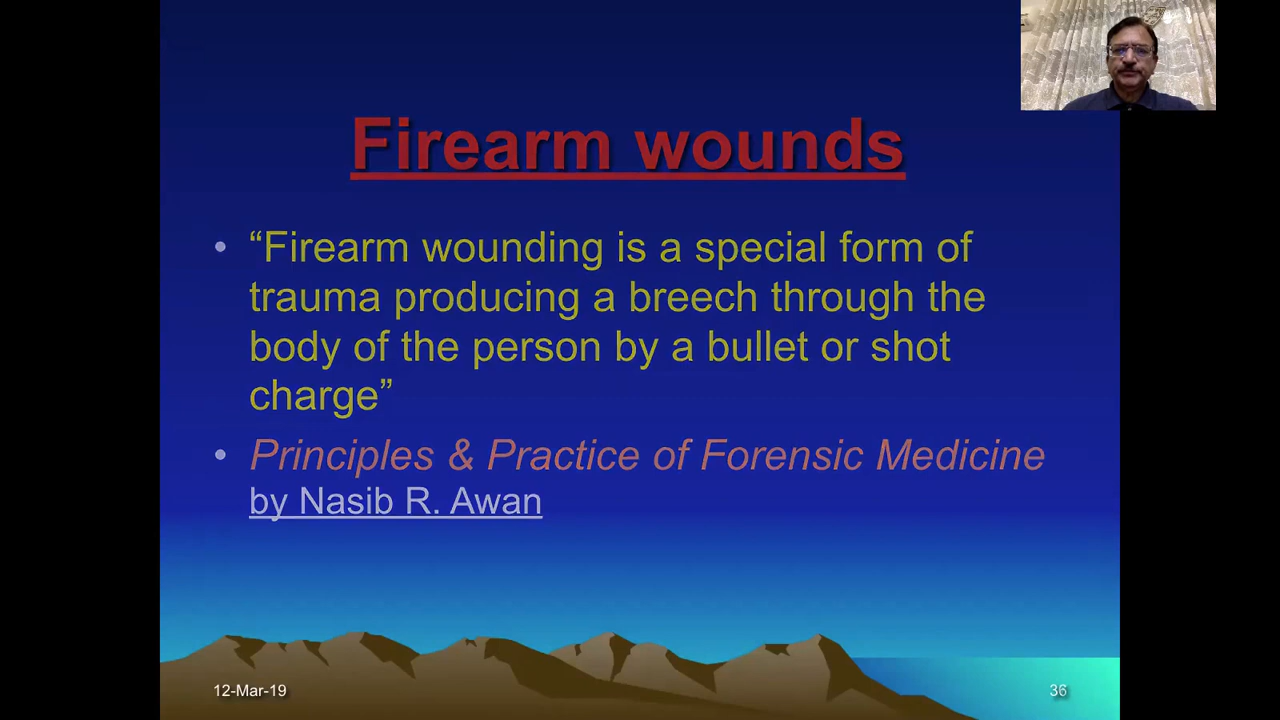 Firearm wounds
• “Firearm wounding is a special form of
trauma producing a breech through the
body of the person by a bullet or shot
charge”
• Principles & Practice of Forensic Medicine
by Nasib R. Awan
12-Mar-19
36